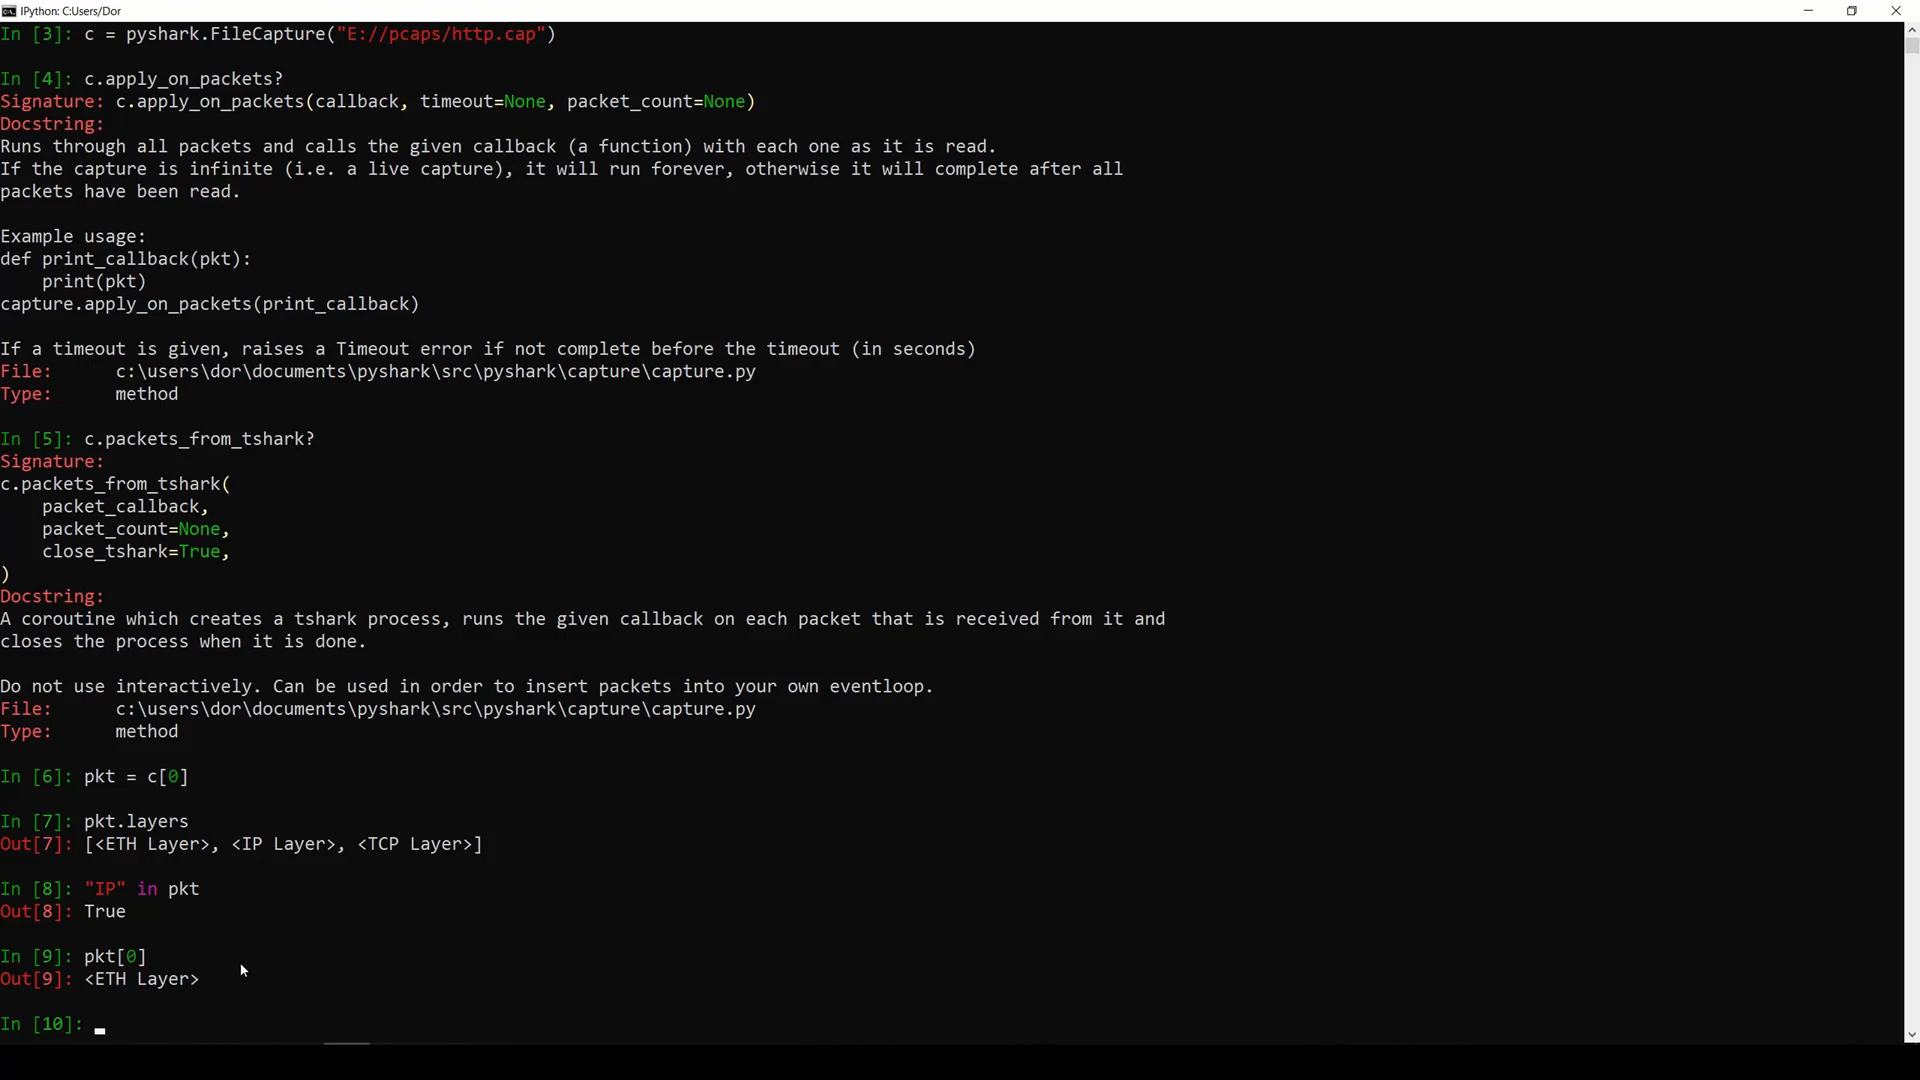 IPython: C:Users/Dor
In [3]: c = pyshark.FileCapture("E://pcaps/http.cap")
In [4]: c.apply_on_packets?
Signature: c.apply_on_packets(callback, timeout=None, packet_count=None)
Docstring:
Runs through all packets and calls the given callback (a function) with each one as it is read.
If the capture is infinite (i.e. a live capture), it will run forever, otherwise it will complete after all
packets have been read.
Example usage:
def print_callback(pkt):
    print(pkt)
capture.apply_on_packets(print_callback)
If a timeout is given, raises a Timeout error if not complete before the timeout (in seconds)
File:      c:\users\dor\documents\pyshark\src\pyshark\capture\capture.py
Type:      method
In [5]: c.packets_from_tshark?
Signature:
c.packets_from_tshark(
    packet_callback,
    packet_count=None,
    close_tshark=True,
)
Docstring:
A coroutine which creates a tshark process, runs the given callback on each packet that is received from it and
closes the process when it is done.
Do not use interactively. Can be used in order to insert packets into your own eventloop.
File:      c:\users\dor\documents\pyshark\src\pyshark\capture\capture.py
Type:      method
In [6]: pkt = c[0]
In [7]: pkt.layers
Out[7]: [<ETH Layer>, <IP Layer>, <TCP Layer>]
In [8]: "IP" in pkt
Out[8]: True
In [9]: pkt[0]
Out[9]: <ETH Layer>
In [10]: